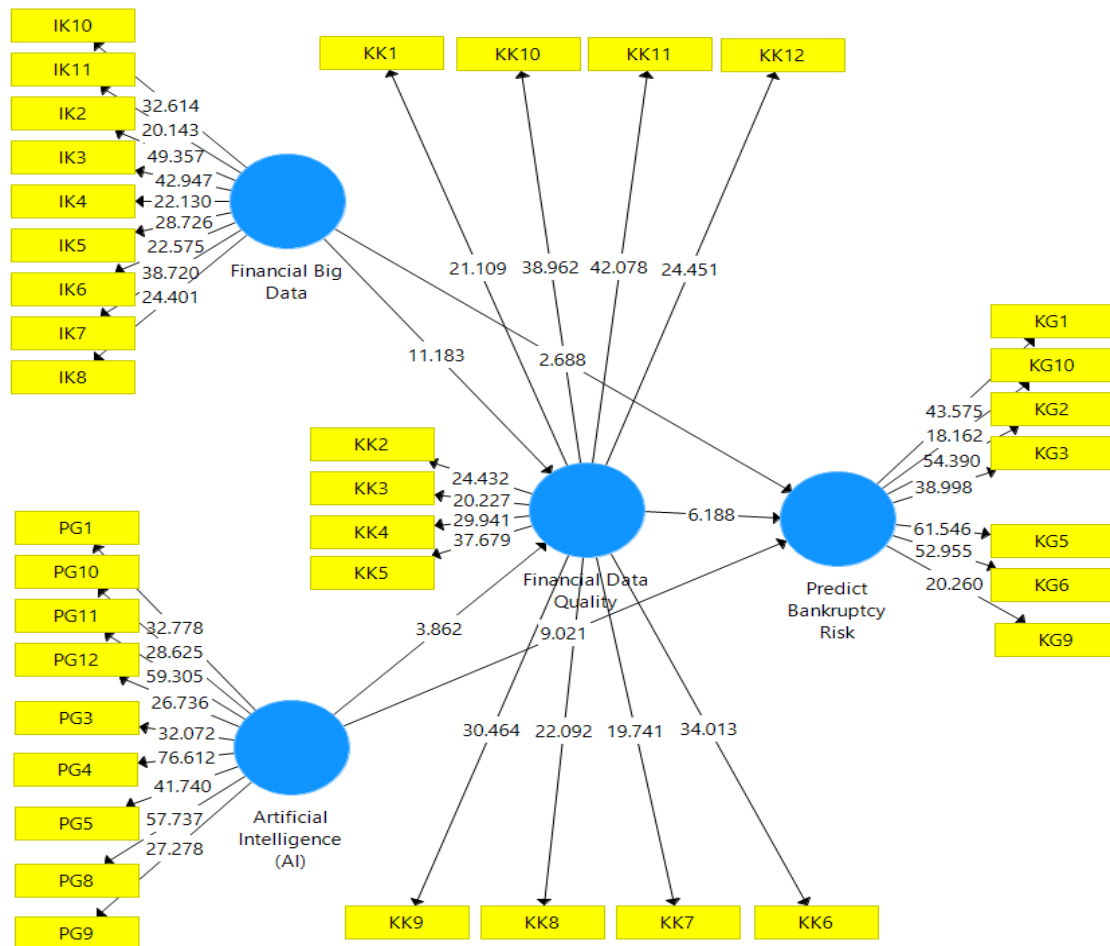 IK10
IK11
IK2
IK3
IK4
IK5
IK6
IK7
IK8
32.614
20.143
49.357
42.947
22.130
28.726
22.575
38.720
24.401
Financial Big
Data
KK1
KK10
KK11
KK12
21.109
38.962
42.078
24.451
11.183
2.688
KK2
KK3
KK4
KK5
24.432
20.227
29.941
37.679
Financial Data
Quality
6.188
KG1
KG10
KG2
KG3
KG5
KG6
KG9
43.575
18.162
54.390
38.998
61.546
52.955
20.260
Predict
Bankruptcy
Risk
PG1
PG10
PG11
PG12
PG3
PG4
PG5
PG8
PG9
32.778
28.625
59.305
26.736
32.072
76.612
41.740
57.737
27.278
Artificial
Intelligence
(AI)
3.862
9.021
30.464
22.092
19.741
34.013
KK9
KK8
KK7
KK6